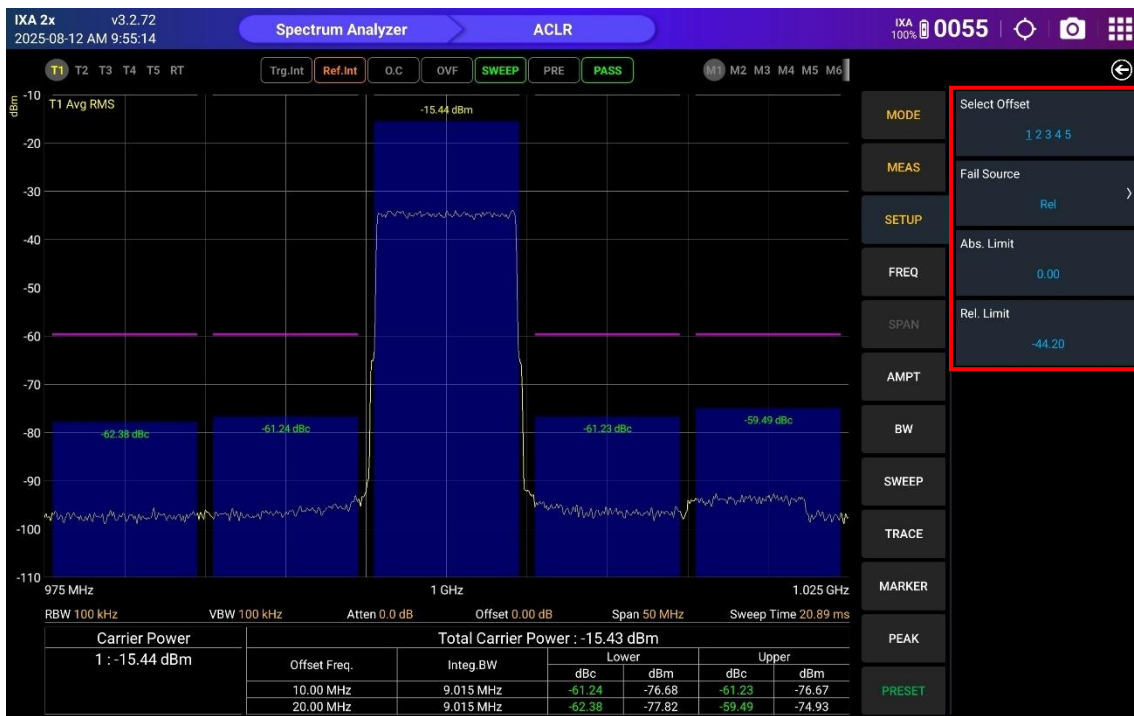 IXA 2x v3.2.72
2025-08-12 AM 9:55:14
Spectrum Analyzer ACLR
IXA 100% 0055
T1 T2 T3 T4 T5 RT
Trg.Int Ref.Int O.C OVF SWEEP PRE PASS
M1 M2 M3 M4 M5 M6
dBm
-10
-20
-30
-40
-50
-60
-70
-80
-90
-100
-110
T1 Avg RMS
-15.44 dBm
-62.38 dBc
-61.24 dBc
-61.23 dBc
-59.49 dBc
975 MHz 1 GHz 1.025 GHz
RBW 100 kHz VBW 100 kHz Atten 0.0 dB Offset 0.00 dB Span 50 MHz Sweep Time 20.89 ms
Carrier Power
1 : -15.44 dBm
Total Carrier Power : -15.43 dBm
Offset Freq. Integ.BW Lower Upper
dBc dBm dBc dBm
10.00 MHz 9.015 MHz -61.24 -76.68 -61.23 -76.67
20.00 MHz 9.015 MHz -62.38 -77.82 -59.49 -74.93
MODE
MEAS
SETUP
FREQ
SPAN
AMPT
BW
SWEEP
TRACE
MARKER
PEAK
PRESET
Select Offset
1 2 3 4 5
Fail Source
Rel
Abs. Limit
0.00
Rel. Limit
-44.20